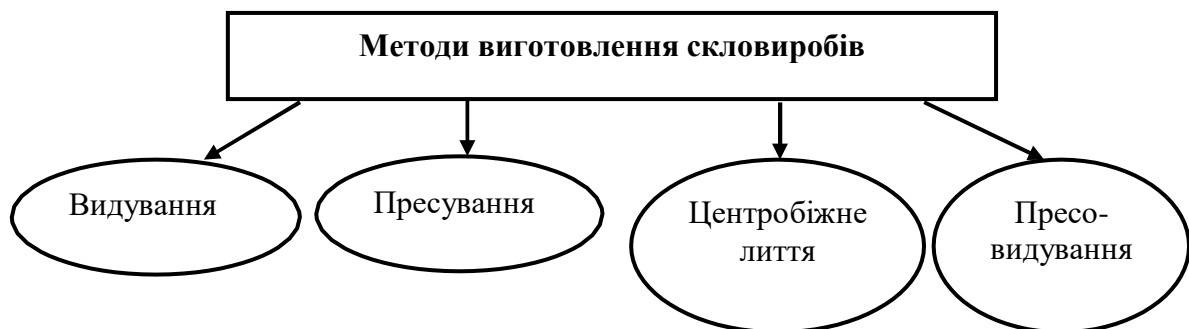 Методи виготовлення скловиробів
Видування
Пресування
Центробіжне
лиття
Пресо-
видування